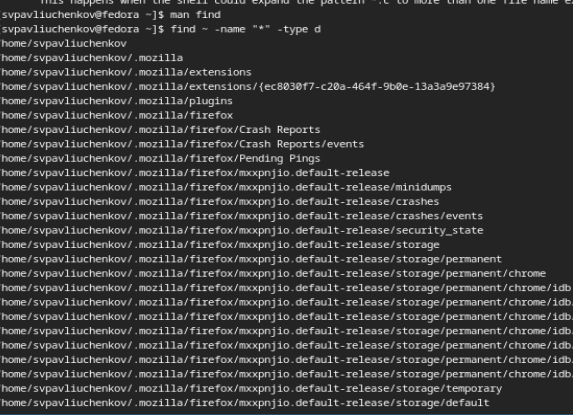 This happens when the shell could expand the pattern *.c to more than one file name e
[svpavliuchenkov@fedora ~]$ man find
[svpavliuchenkov@fedora ~]$ find ~ -name "*" -type d
/home/svpavliuchenkov
/home/svpavliuchenkov/.mozilla
/home/svpavliuchenkov/.mozilla/extensions
/home/svpavliuchenkov/.mozilla/extensions/{ec8030f7-c20a-464f-9b0e-13a3a9e97384}
/home/svpavliuchenkov/.mozilla/plugins
/home/svpavliuchenkov/.mozilla/firefox
/home/svpavliuchenkov/.mozilla/firefox/Crash Reports
/home/svpavliuchenkov/.mozilla/firefox/Crash Reports/events
/home/svpavliuchenkov/.mozilla/firefox/Pending Pings
/home/svpavliuchenkov/.mozilla/firefox/mxxpnjio.default-release
/home/svpavliuchenkov/.mozilla/firefox/mxxpnjio.default-release/minidumps
/home/svpavliuchenkov/.mozilla/firefox/mxxpnjio.default-release/crashes
/home/svpavliuchenkov/.mozilla/firefox/mxxpnjio.default-release/crashes/events
/home/svpavliuchenkov/.mozilla/firefox/mxxpnjio.default-release/security_state
/home/svpavliuchenkov/.mozilla/firefox/mxxpnjio.default-release/storage
/home/svpavliuchenkov/.mozilla/firefox/mxxpnjio.default-release/storage/permanent
/home/svpavliuchenkov/.mozilla/firefox/mxxpnjio.default-release/storage/permanent/chrome
/home/svpavliuchenkov/.mozilla/firefox/mxxpnjio.default-release/storage/permanent/chrome/idb
/home/svpavliuchenkov/.mozilla/firefox/mxxpnjio.default-release/storage/permanent/chrome/idb
/home/svpavliuchenkov/.mozilla/firefox/mxxpnjio.default-release/storage/permanent/chrome/idb
/home/svpavliuchenkov/.mozilla/firefox/mxxpnjio.default-release/storage/permanent/chrome/idb
/home/svpavliuchenkov/.mozilla/firefox/mxxpnjio.default-release/storage/permanent/chrome/idb
/home/svpavliuchenkov/.mozilla/firefox/mxxpnjio.default-release/storage/permanent/chrome/idb
/home/svpavliuchenkov/.mozilla/firefox/mxxpnjio.default-release/storage/permanent/chrome/idb
/home/svpavliuchenkov/.mozilla/firefox/mxxpnjio.default-release/storage/temporary
/home/svpavliuchenkov/.mozilla/firefox/mxxpnjio.default-release/storage/default